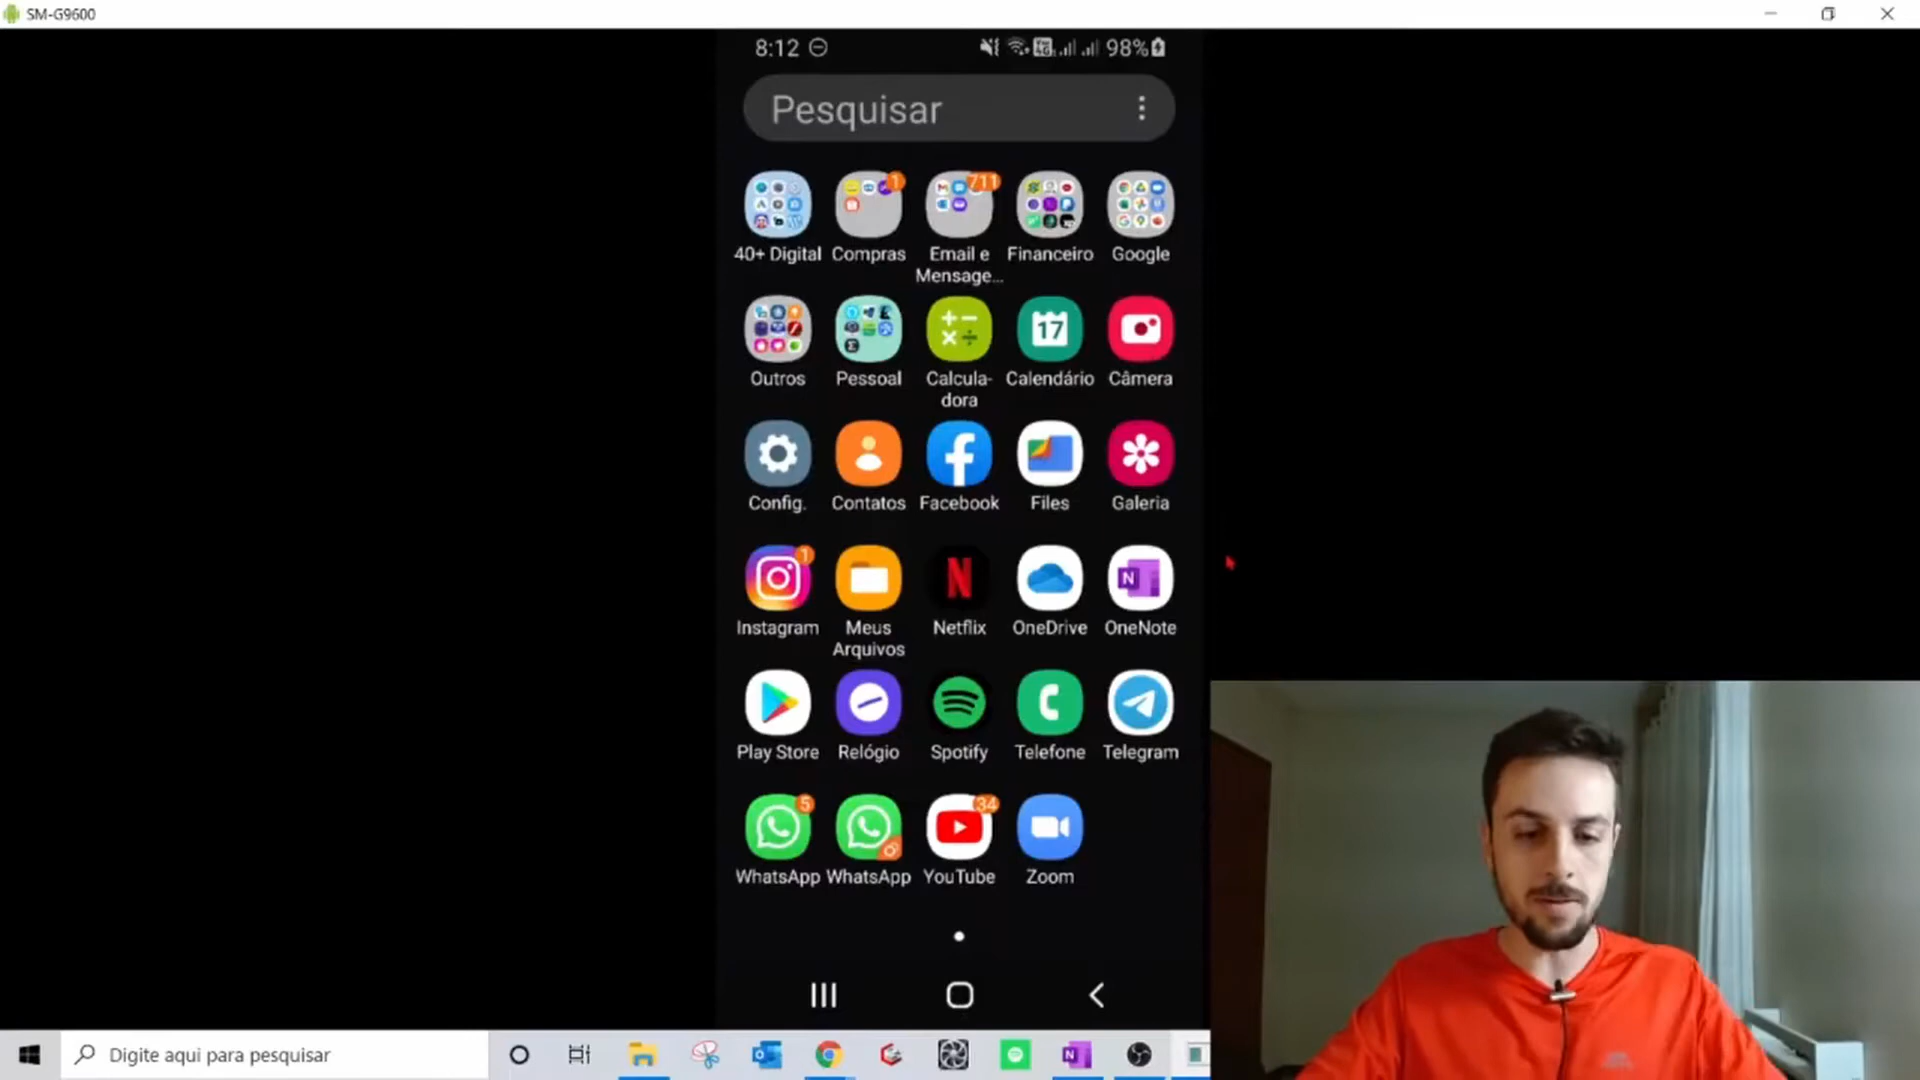 SM-G9600
8:12 98%
Pesquisar
1 711
40+ Digital Compras Email e Mensage... Financeiro Google
17
Outros Pessoal Calcula-dora Calendário Câmera
Config. Contatos Facebook Files Galeria
1 N N
Instagram Meus Arquivos Netflix OneDrive OneNote
Play Store Relógio Spotify Telefone Telegram
5 34
WhatsApp WhatsApp YouTube Zoom
Digite aqui para pesquisar